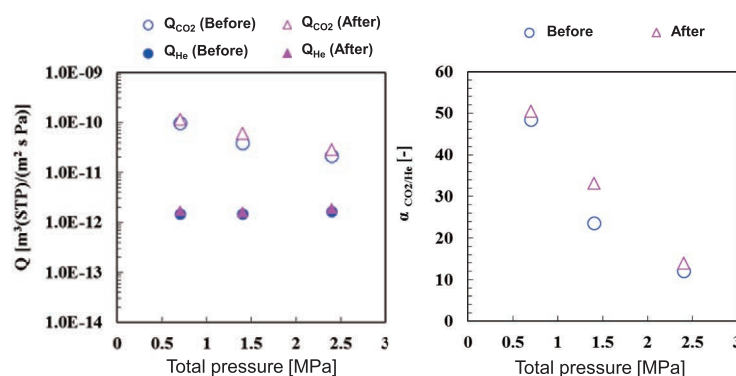 Q_CO2 (Before) Q_CO2 (After)
Q_He (Before) Q_He (After)
1.0E-09
1.0E-10
1.0E-11
1.0E-12
1.0E-13
1.0E-14
Q [m³(STP)/(m² s Pa)]
0 0.5 1 1.5 2 2.5 3
Total pressure [MPa]
Before After
60
50
40
30
20
10
0
α CO2/He [-]
0 0.5 1 1.5 2 2.5 3
Total pressure [MPa]